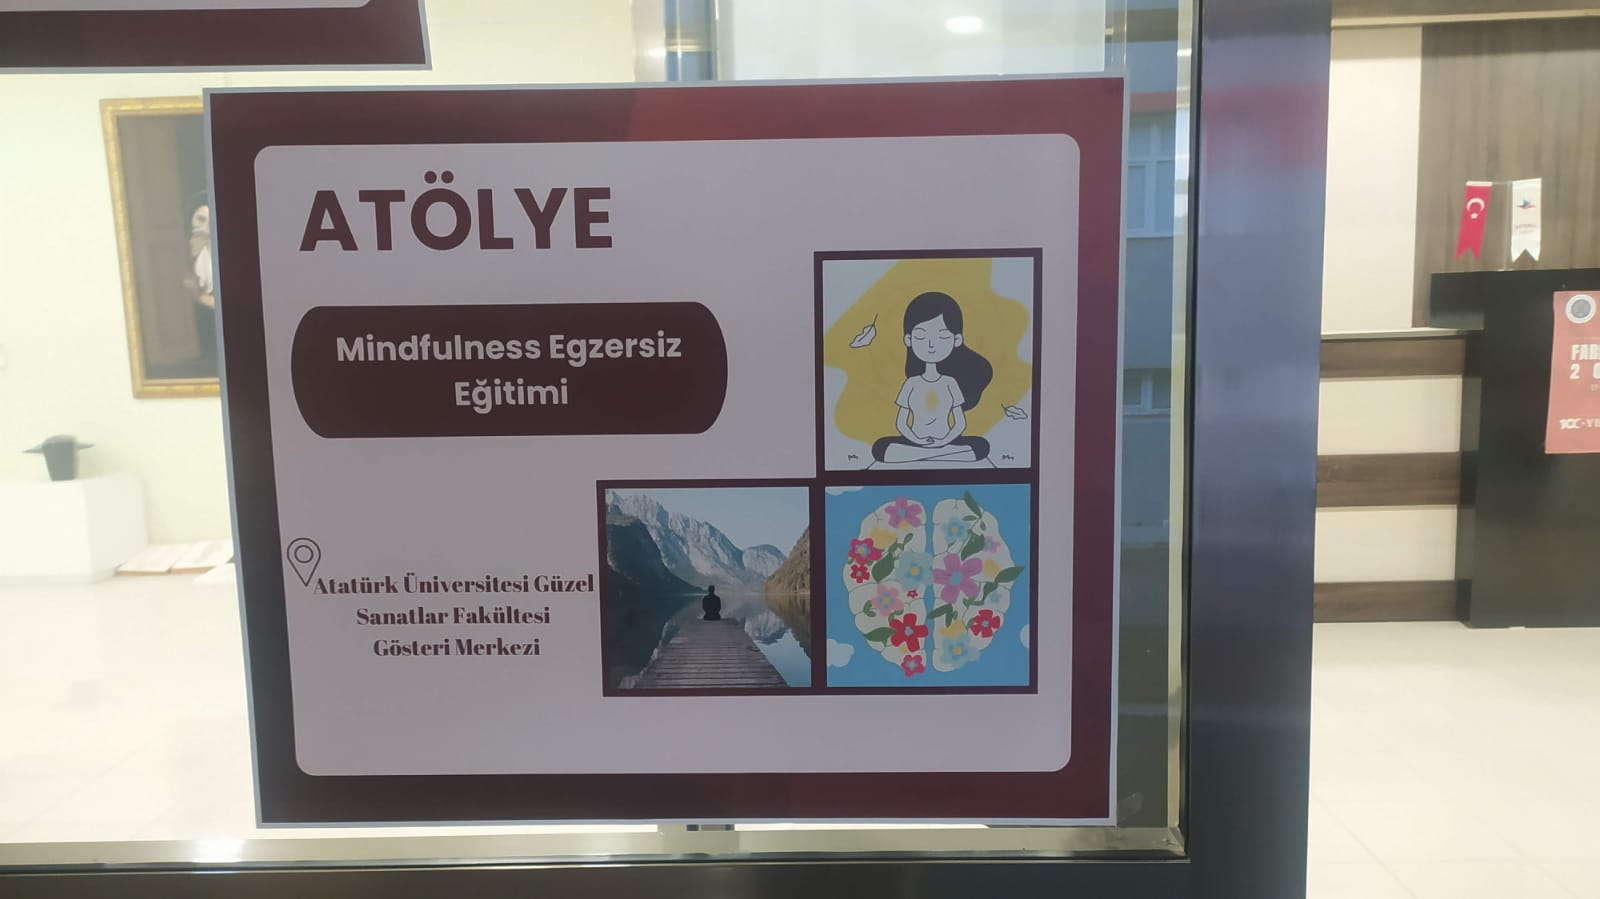 ATÖLYE
Mindfulness Egzersiz
Eğitimi
Atatürk Üniversitesi Güzel
Sanatlar Fakültesi
Gösteri Merkezi